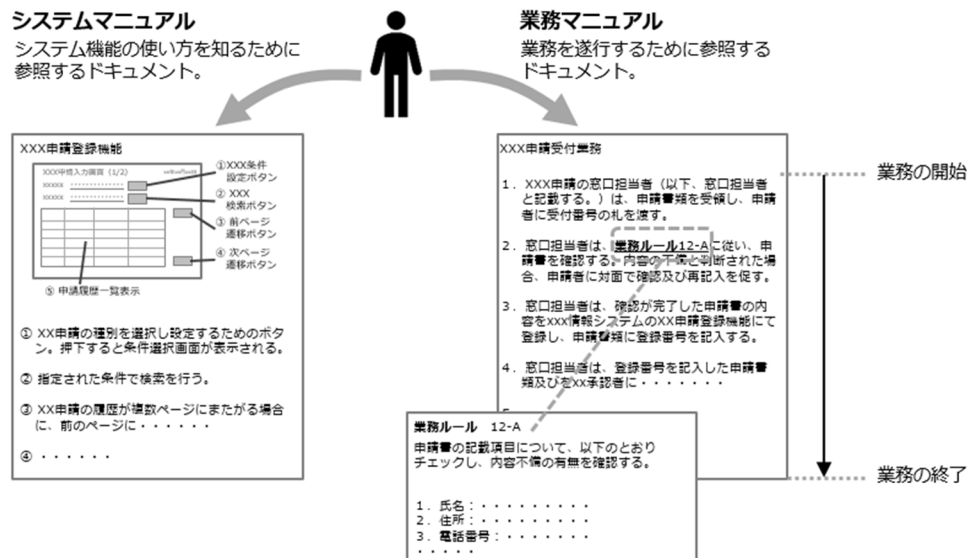 システムマニュアル
システム機能の使い方を知るために
参照するドキュメント。
業務マニュアル
業務を遂行するために参照する
ドキュメント。
XXX申請登録機能
XXX申請入力画面 (1/2)
XXXXX
XXXXX
①XXX条件
設定ボタン
② XXX
検索ボタン
③ 前ページ
遷移ボタン
④ 次ページ
遷移ボタン
⑤ 申請履歴一覧表示
① XX申請の種別を選択し設定するためのボタ
ン。押下すると条件選択画面が表示される。
② 指定された条件で検索を行う。
③ XX申請の履歴が複数ページにまたがる場合
に、前のページに・・・・・・
④ ・・・・・・
XXX申請受付業務
1. XXX申請の窓口担当者（以下、窓口担当者
と記載する。）は、申請書類を受領し、申請
者に受付番号の札を渡す。
2. 窓口担当者は、業務ルール12-Aに従い、申
請書を確認する。内容の不備と判断された場
合、申請者に対面で確認及び再記入を促す。
3. 窓口担当者は、確認が完了した申請書の内
容をxxx情報システムのXX申請登録機能にて
登録し、申請書類に登録番号を記入する。
4. 窓口担当者は、登録番号を記入した申請書
類及びをxx承認者に・・・・・・・
業務ルール 12-A
申請書の記載項目について、以下のとおり
チェックし、内容不備の有無を確認する。
1. 氏名：・・・・・・・・・
2. 住所：・・・・・・・・・
3. 電話番号：・・・・・・・
・・・・・
業務の開始
業務の終了